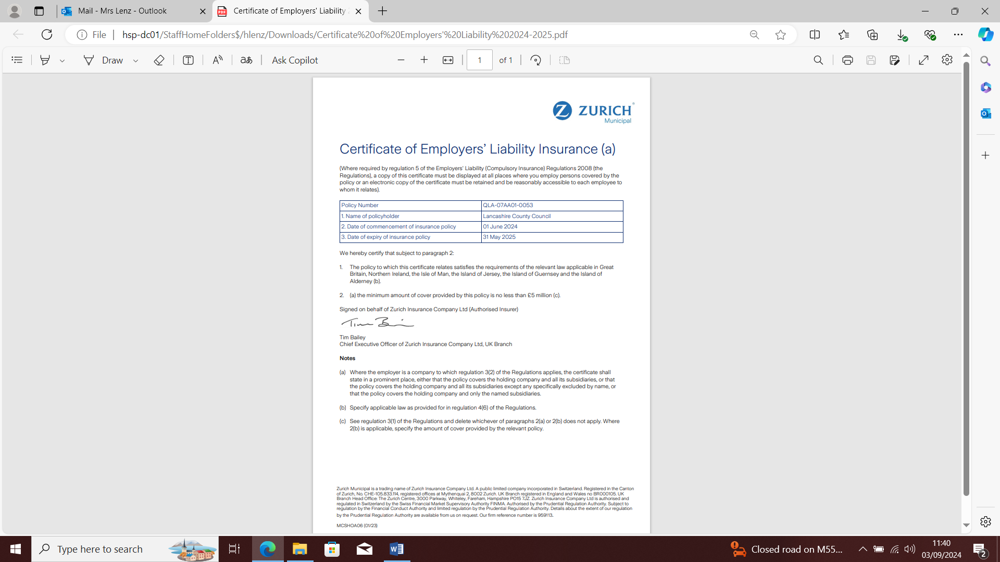 Mail - Mrs Lenz - Outlook
Certificate of Employers' Liability
File
hsp-dc01/StaffHomeFolders$/hlenz/Downloads/Certificate%20of%20Employers'%20Liability%202024-2025.pdf
Draw
Ask Copilot
1 of 1
ZURICH
Municipal
Certificate of Employers' Liability Insurance (a)
(Where required by regulation 5 of the Employers' Liability (Compulsory Insurance) Regulations 2008 (the
Regulations), a copy of this certificate must be displayed at all places where you employ persons covered by the
policy or an electronic copy of the certificate must be retained and be reasonably accessible to each employee to
whom it relates).
Policy Number QLA-07AA01-0053
1. Name of policyholder Lancashire County Council
2. Date of commencement of insurance policy 01 June 2024
3. Date of expiry of insurance policy 31 May 2025
We hereby certify that subject to paragraph 2:
1. The policy to which this certificate relates satisfies the requirements of the relevant law applicable in Great
Britain, Northern Ireland, the Isle of Man, the Island of Jersey, the Island of Guernsey and the Island of
Alderney (b).
2. (a) the minimum amount of cover provided by this policy is no less than £5 million (c).
Signed on behalf of Zurich Insurance Company Ltd (Authorised Insurer)
Tim Bailey
Chief Executive Officer of Zurich Insurance Company Ltd, UK Branch
Notes
(a) Where the employer is a company to which regulation 3(2) of the Regulations applies, the certificate shall
state in a prominent place, either that the policy covers the holding company and all its subsidiaries, or that
the policy covers the holding company and all its subsidiaries except any specifically excluded by name, or
that the policy covers the holding company and only the named subsidiaries.
(b) Specify applicable law as provided for in regulation 4(6) of the Regulations.
(c) See regulation 3(1) of the Regulations and delete whichever of paragraphs 2(a) or 2(b) does not apply. Where
2(b) is applicable, specify the amount of cover provided by the relevant policy.
Zurich Municipal is a trading name of Zurich Insurance Company Ltd. A public limited company incorporated in Switzerland. Registered in the Canton
of Zurich, No. CHE-105.833.114, registered offices at Mythenquai 2, 8002 Zurich. UK Branch registered in England and Wales no BR000105. UK
Branch Head Office: The Zurich Centre, 3000 Parkway, Whiteley, Fareham, Hampshire PO15 7JZ. Zurich Insurance Company Ltd is authorised and
regulated in Switzerland by the Swiss Financial Market Supervisory Authority FINMA. Authorised by the Prudential Regulation Authority. Subject to
regulation by the Financial Conduct Authority and limited regulation by the Prudential Regulation Authority. Details about the extent of our regulation
by the Prudential Regulation Authority are available from us on request. Our firm reference number is 959113.
MCSHOA06 (01/23)
Type here to search
Closed road on M55...
11:40
03/09/2024
2